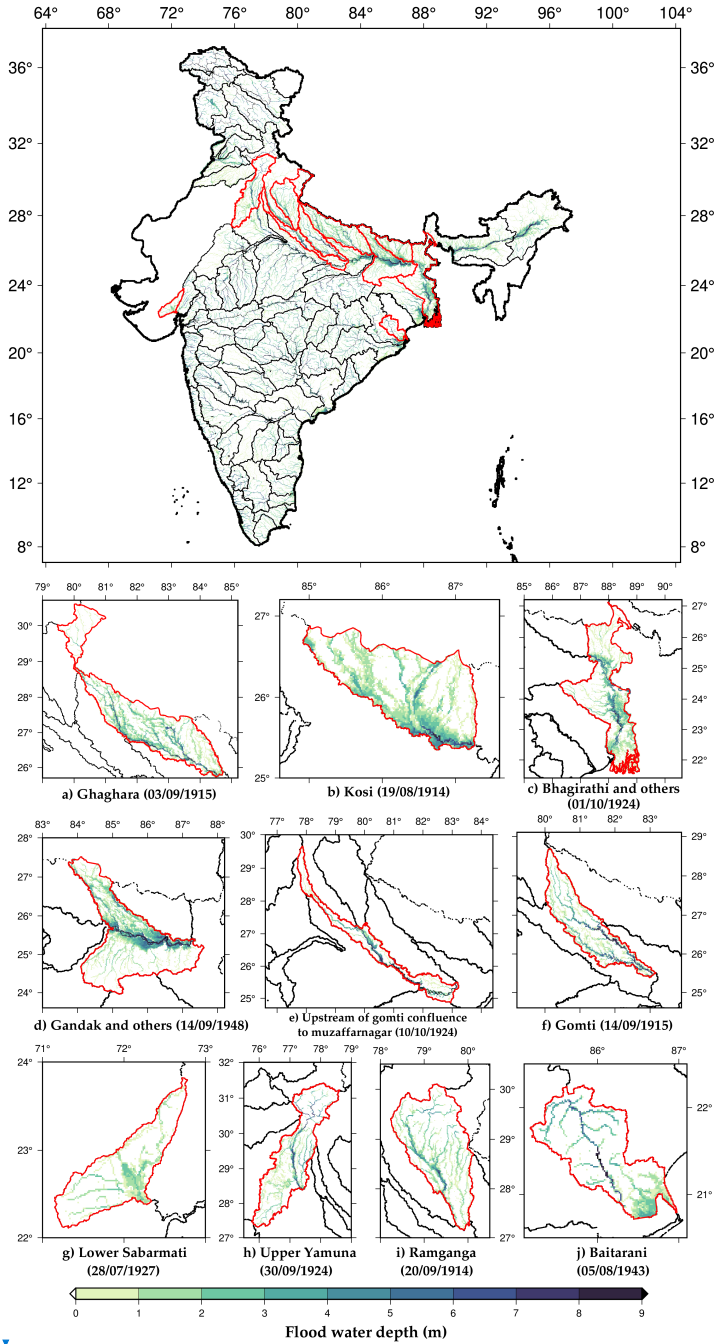 64° 68° 72° 76° 80° 84° 88° 92° 96° 100° 104°
36°
32°
28°
24°
20°
16°
12°
8°
79° 80° 81° 82° 83° 84° 85°
30°
29°
28°
27°
26°
a) Ghaghara (03/09/1915)
85° 86° 87°
27°
26°
25°
b) Kosi (19/08/1914)
85° 86° 87° 88° 89° 90°
27°
26°
25°
24°
23°
22°
c) Bhagirathi and others
(01/10/1924)
83° 84° 85° 86° 87° 88°
28°
27°
26°
25°
24°
d) Gandak and others (14/09/1948)
77° 78° 79° 80° 81° 82° 83° 84°
30°
29°
28°
27°
26°
25°
e) Upstream of gomti confluence
to muzaffarnagar (10/10/1924)
80° 81° 82° 83°
29°
28°
27°
26°
25°
f) Gomti (14/09/1915)
71° 72° 73°
24°
23°
22°
g) Lower Sabarmati
(28/07/1927)
76° 77° 78° 79°
32°
31°
30°
29°
28°
27°
h) Upper Yamuna
(30/09/1924)
78° 79° 80°
30°
29°
28°
27°
i) Ramganga
(20/09/1914)
86° 87°
22°
21°
j) Baitarani
(05/08/1943)
0 1 2 3 4 5 6 7 8 9
Flood water depth (m)